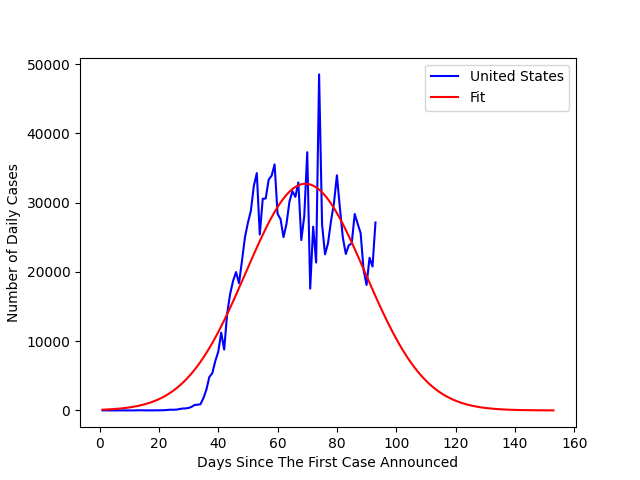 United States
Fit
50000
40000
30000
20000
10000
0
Number of Daily Cases
0 20 40 60 80 100 120 140 160
Days Since The First Case Announced